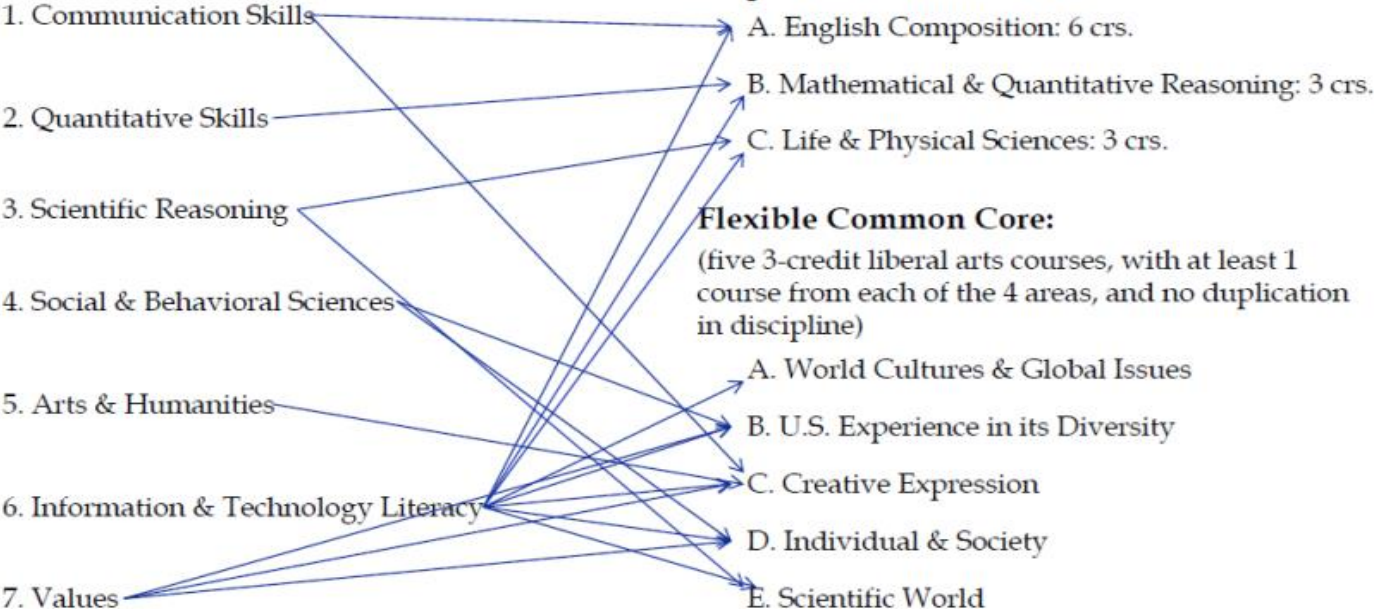 1. Communication Skills
2. Quantitative Skills
3. Scientific Reasoning
4. Social & Behavioral Sciences
5. Arts & Humanities
6. Information & Technology Literacy
7. Values
A. English Composition: 6 crs.
B. Mathematical & Quantitative Reasoning: 3 crs.
C. Life & Physical Sciences: 3 crs.
Flexible Common Core:
(five 3-credit liberal arts courses, with at least 1
course from each of the 4 areas, and no duplication
in discipline)
A. World Cultures & Global Issues
B. U.S. Experience in its Diversity
C. Creative Expression
D. Individual & Society
E. Scientific World